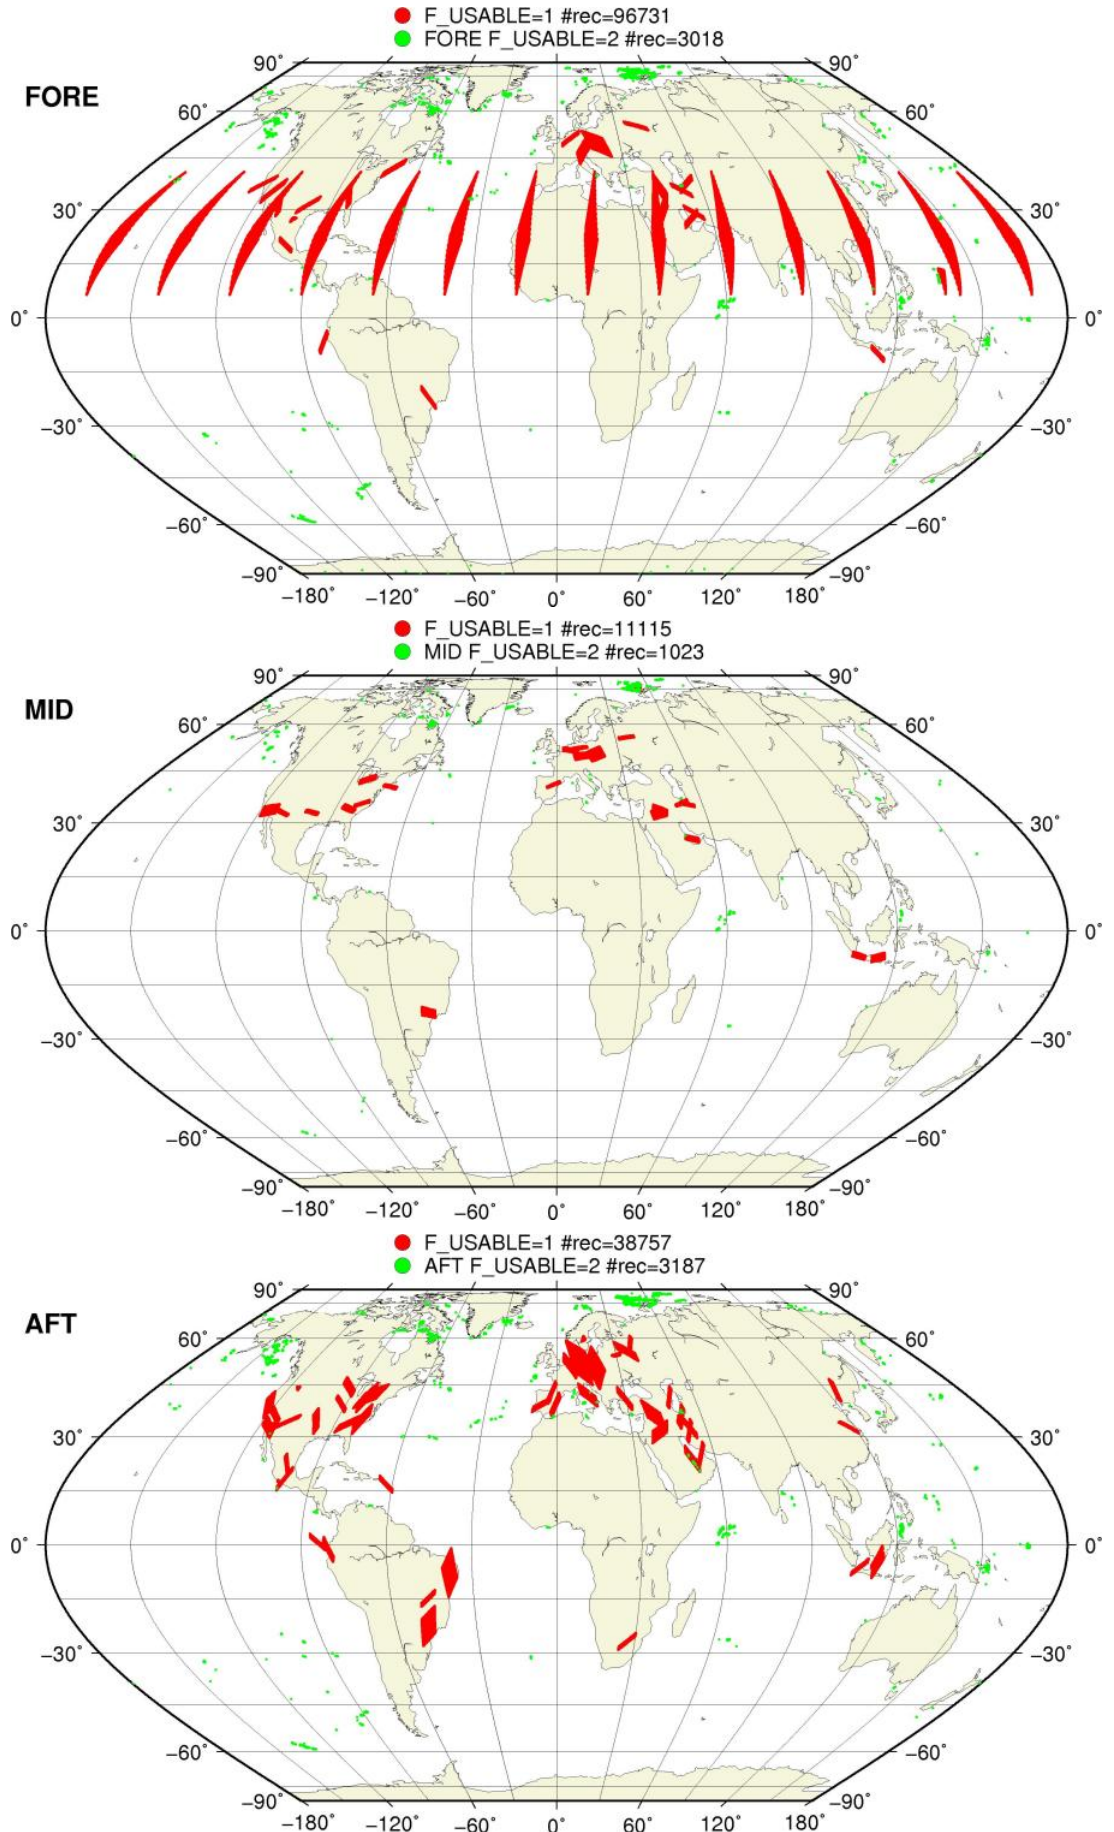 F_USABLE=1 #rec=96731
FORE F_USABLE=2 #rec=3018
FORE
90° 90°
60° 60°
30° 30°
0° 0°
−30° −30°
−60° −60°
−90° −90°
−180° −120° −60° 0° 60° 120° 180°
F_USABLE=1 #rec=11115
MID F_USABLE=2 #rec=1023
MID
90° 90°
60° 60°
30° 30°
0° 0°
−30° −30°
−60° −60°
−90° −90°
−180° −120° −60° 0° 60° 120° 180°
F_USABLE=1 #rec=38757
AFT F_USABLE=2 #rec=3187
AFT
90° 90°
60° 60°
30° 30°
0° 0°
−30° −30°
−60° −60°
−90° −90°
−180° −120° −60° 0° 60° 120° 180°